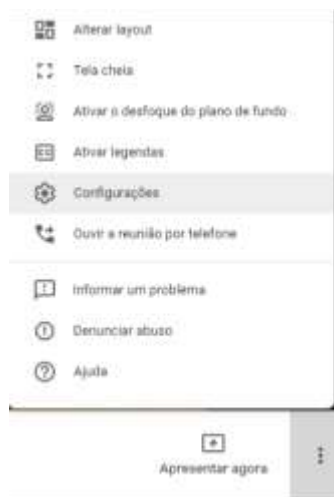 Alterar layout
Tela cheia
Ativar o desfoque do plano de fundo
Ativar legendas
Configurações
Ouvir a reunião por telefone
Informar um problema
Denunciar abuso
Ajuda
Apresentar agora